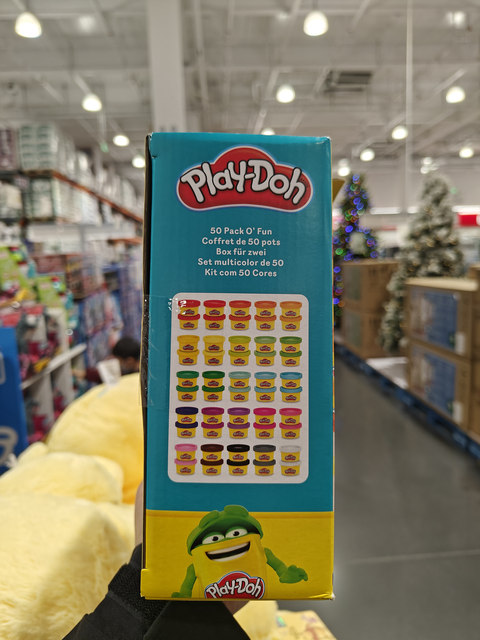 Play-Doh
50 Pack O' Fun
Coffret de 50 pots
Box für zwei
Set multicolor de 50
Kit com 50 Cores
Play-Doh